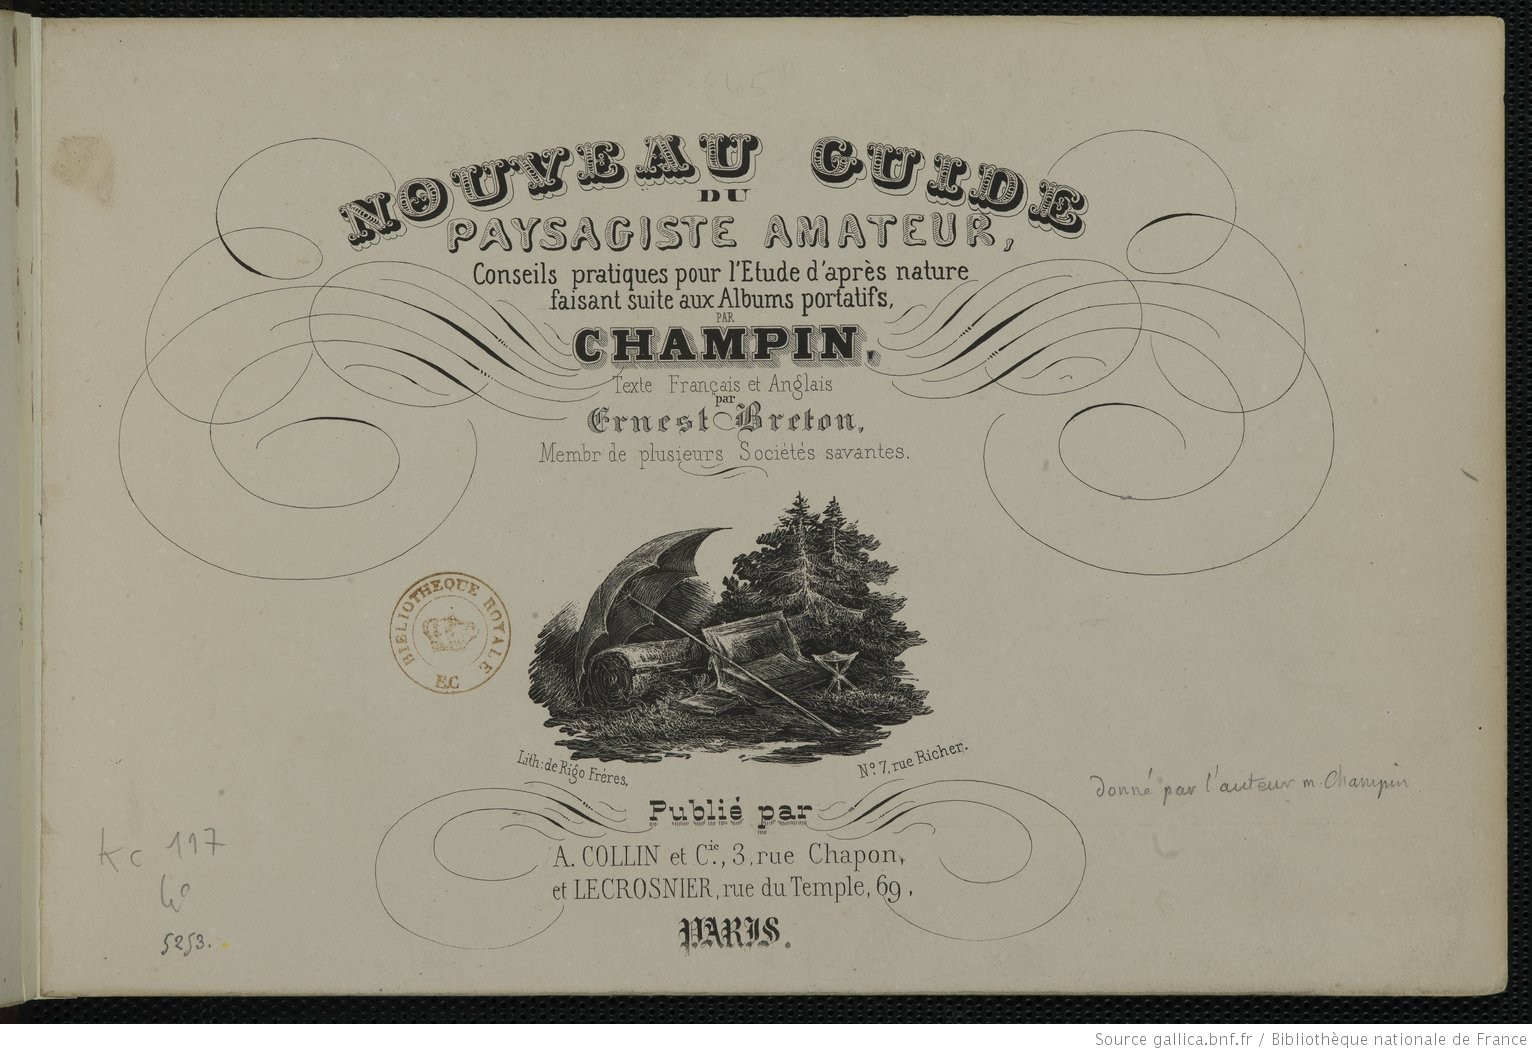 NOUVEAU GUIDE
DU
PAYSAGISTE AMATEUR,
Conseils pratiques pour l'Etude d'après nature
faisant suite aux Albums portatifs,
PAR
CHAMPIN,
Texte Français et Anglais
par
Ernest Breton,
Membr de plusieurs Sociétés savantes.
BIBLIOTHEQUE ROYALE
E.C
Lith: de Rigo Frères,
Nº 7, rue Richer.
donné par l'auteur m. Champin
Publié par
A. COLLIN et Cie., 3, rue Chapon,
et LECROSNIER, rue du Temple, 69,
PARIS.
Kc 117
4º
5253.
Source gallica.bnf.fr / Bibliothèque nationale de France